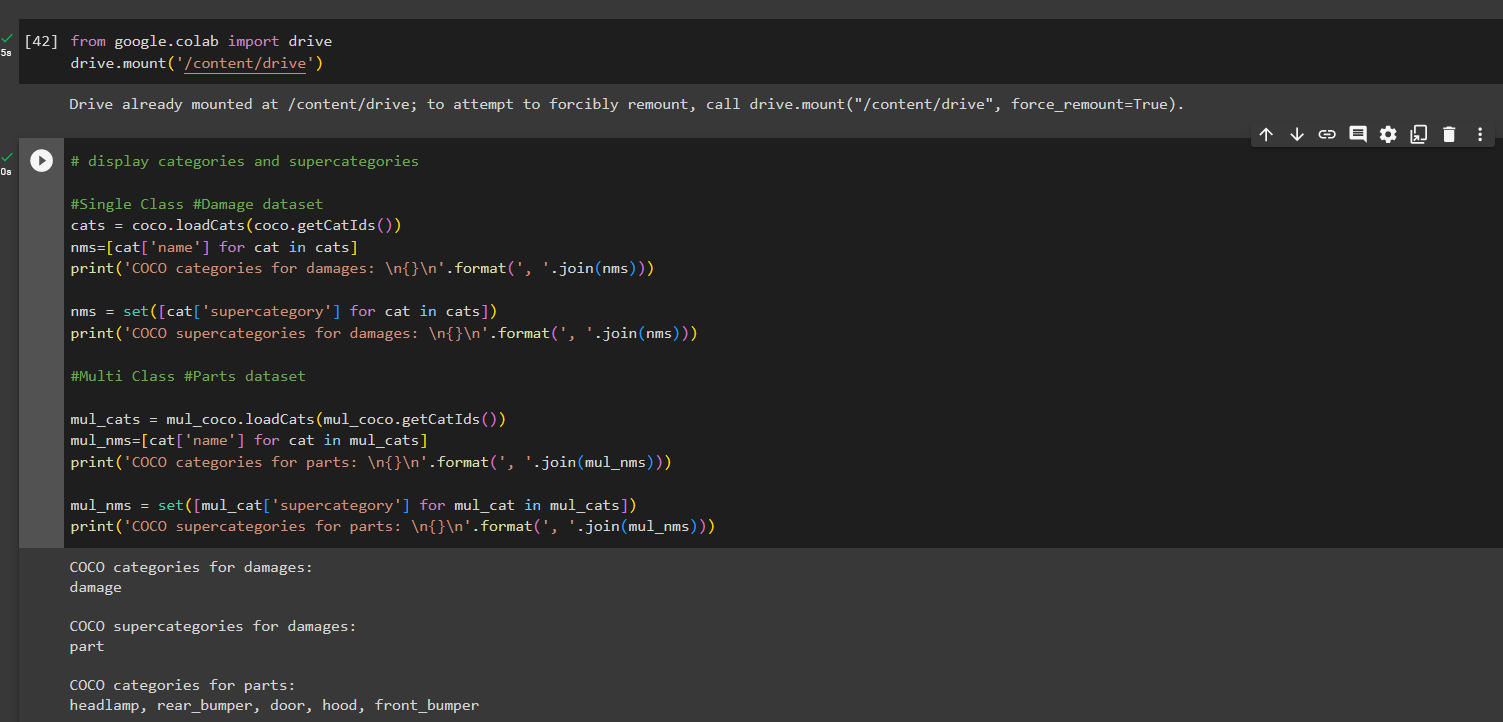 [42] from google.colab import drive
drive.mount('/content/drive')
5s
Drive already mounted at /content/drive; to attempt to forcibly remount, call drive.mount("/content/drive", force_remount=True).
0s
# display categories and supercategories
#Single Class #Damage dataset
cats = coco.loadCats(coco.getCatIds())
nms=[cat['name'] for cat in cats]
print('COCO categories for damages: \n{}\n'.format(', '.join(nms)))
nms = set([cat['supercategory'] for cat in cats])
print('COCO supercategories for damages: \n{}\n'.format(', '.join(nms)))
#Multi Class #Parts dataset
mul_cats = mul_coco.loadCats(mul_coco.getCatIds())
mul_nms=[cat['name'] for cat in mul_cats]
print('COCO categories for parts: \n{}\n'.format(', '.join(mul_nms)))
mul_nms = set([mul_cat['supercategory'] for mul_cat in mul_cats])
print('COCO supercategories for parts: \n{}\n'.format(', '.join(mul_nms)))
COCO categories for damages:
damage
COCO supercategories for damages:
part
COCO categories for parts:
headlamp, rear_bumper, door, hood, front_bumper